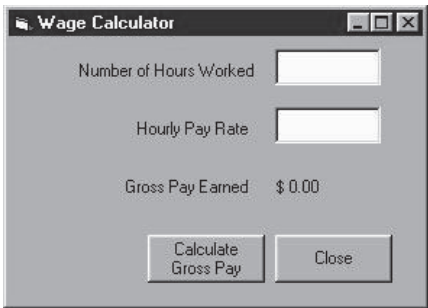 Wage Calculator
Number of Hours Worked
Hourly Pay Rate
Gross Pay Earned $ 0.00
Calculate
Gross Pay
Close